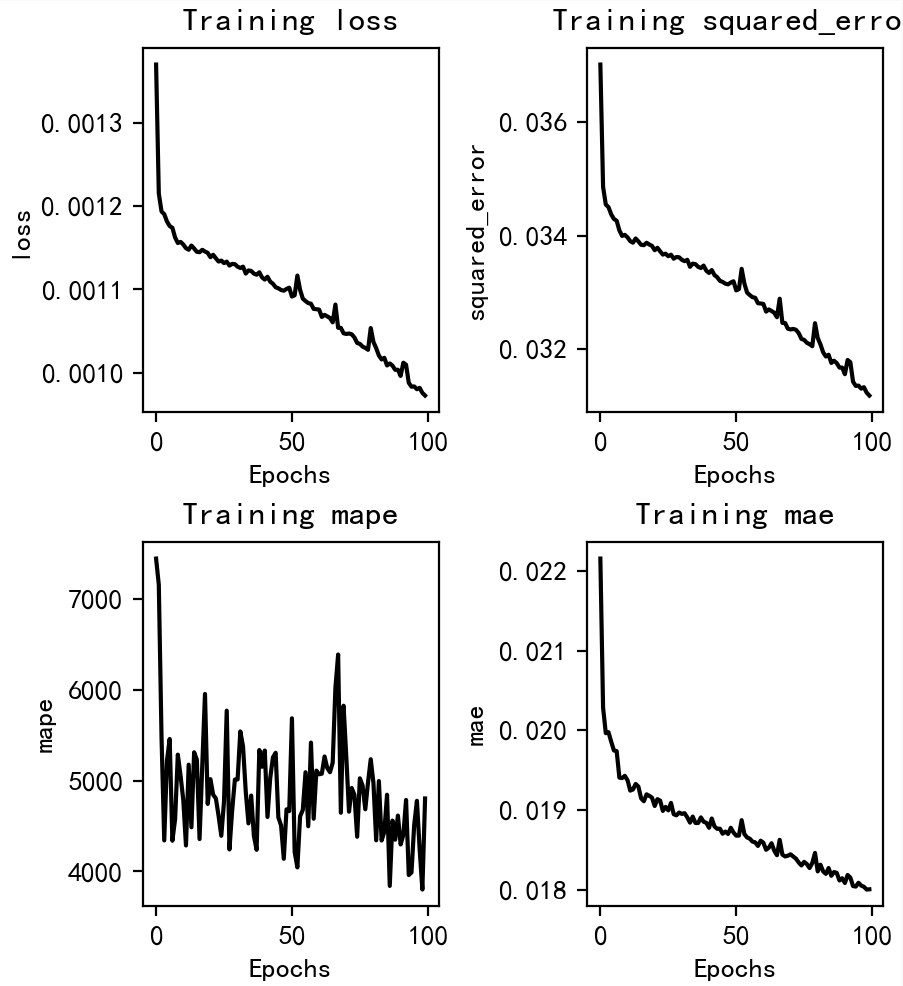 Training loss
loss
0.0013
0.0012
0.0011
0.0010
0
50
100
Epochs
Training squared_erro
squared_error
0.036
0.034
0.032
0
50
100
Epochs
Training mape
mape
7000
6000
5000
4000
0
50
100
Epochs
Training mae
mae
0.022
0.021
0.020
0.019
0.018
0
50
100
Epochs